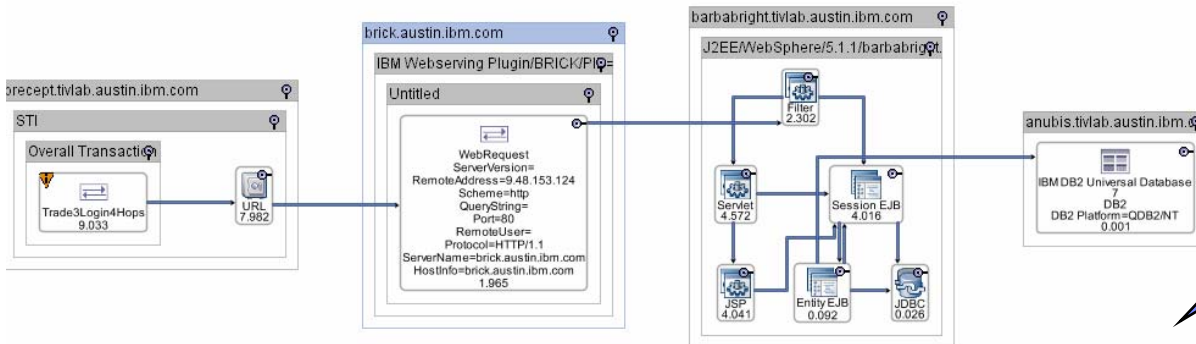 precept.tivlab.austin.ibm.com
STI
Overall Transaction
Trade3Login4Hops
9.033
URL
7.982
brick.austin.ibm.com
IBM Webserving Plugin/BRICK/PID=
Untitled
WebRequest
ServerVersion=
RemoteAddress=9.48.153.124
Scheme=http
QueryString=
Port=80
RemoteUser=
Protocol=HTTP/1.1
ServerName=brick.austin.ibm.com
HostInfo=brick.austin.ibm.com
1.965
barbabright.tivlab.austin.ibm.com
J2EE/WebSphere/5.1.1/barbabright.
Filter
2.302
Servlet
4.572
Session EJB
4.016
JSP
4.041
Entity EJB
0.092
JDBC
0.026
anubis.tivlab.austin.ibm.
IBM DB2 Universal Database
7
DB2
DB2 Platform=QDB2/NT
0.001